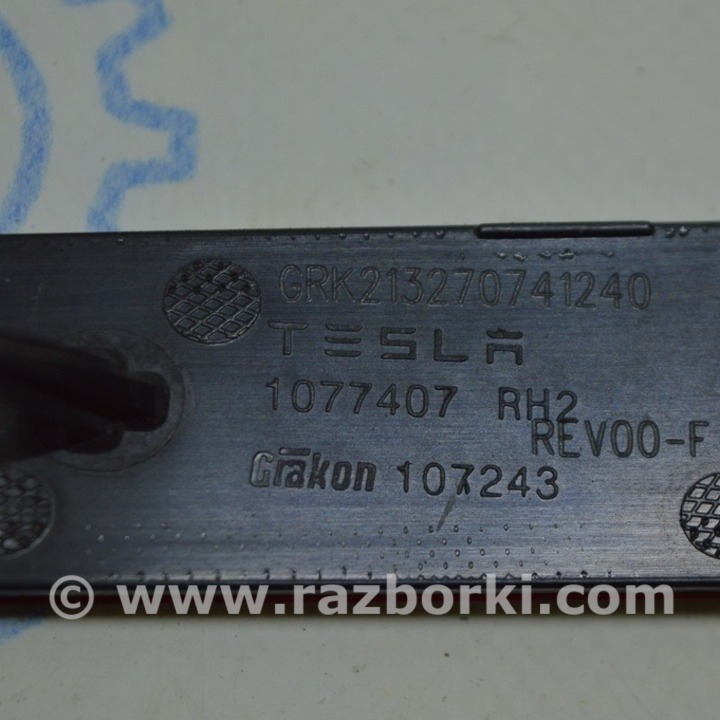 GRK213270741240
TESLA
1077407 RH2
REV00-F
Grakon 107243
© www.razborki.com